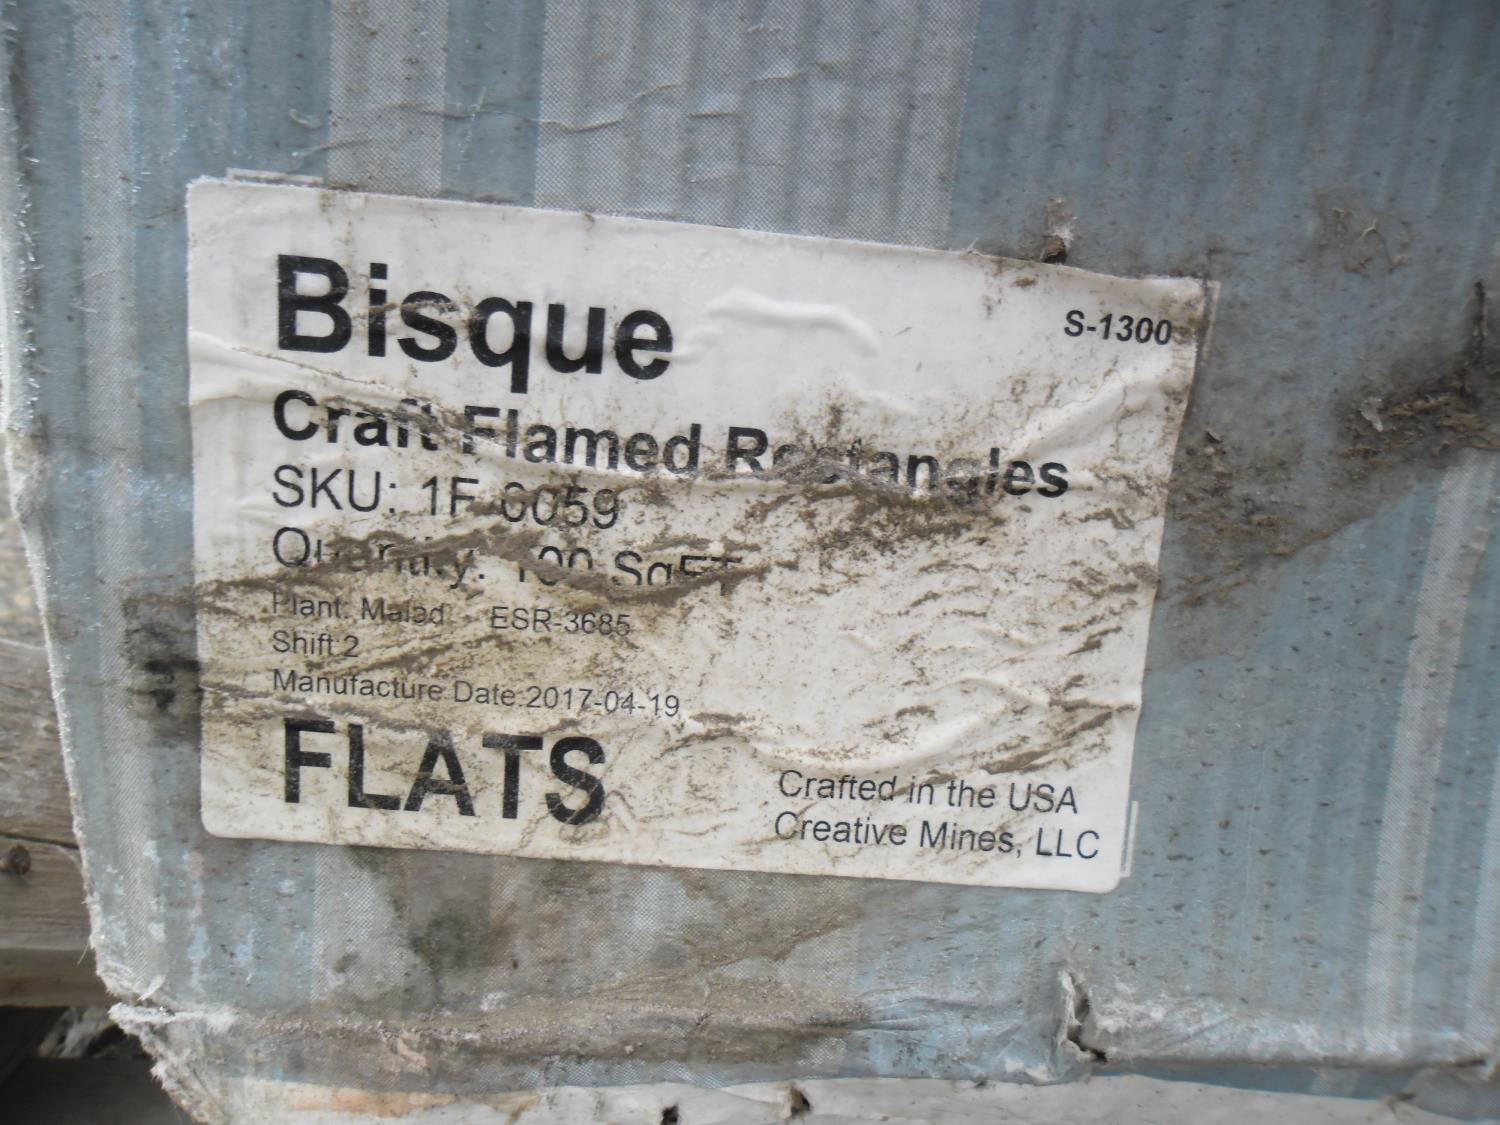 Bisque
S-1300
Craft Flamed Rectangles
SKU: 1F-6059
Quantity: 100 SqFT
Plant: Malad ESR-3685
Shift:2
Manufacture Date:2017-04-19
FLATS
Crafted in the USA
Creative Mines, LLC